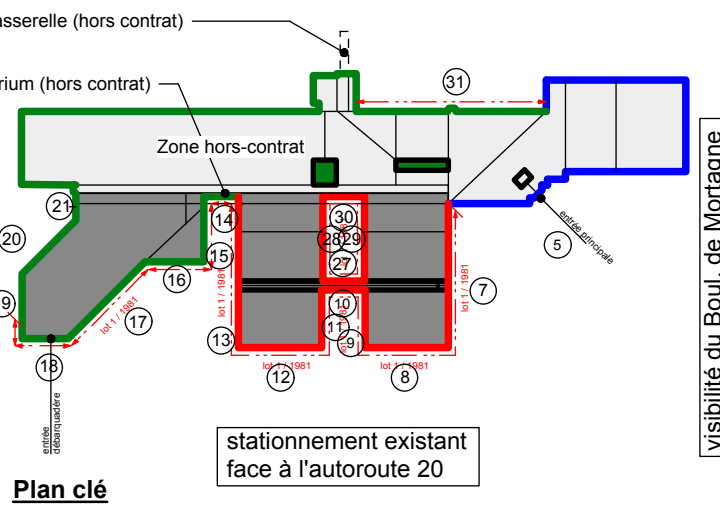 asserelle (hors contrat)
rium (hors contrat)
31
Zone hors-contrat
visibilité du Boul. de Mortagne
entrée principale
5
21
20
14
30
28
29
27
15
16
7
9
17
10
11
9
13
18
12
8
lot 1 / 1981
lot 1 / 1981
lot 1 / 1981
lot 1 / 1981
lot 1 / 1981
entrée
débarquadère
stationnement existant
face à l'autoroute 20
Plan clé